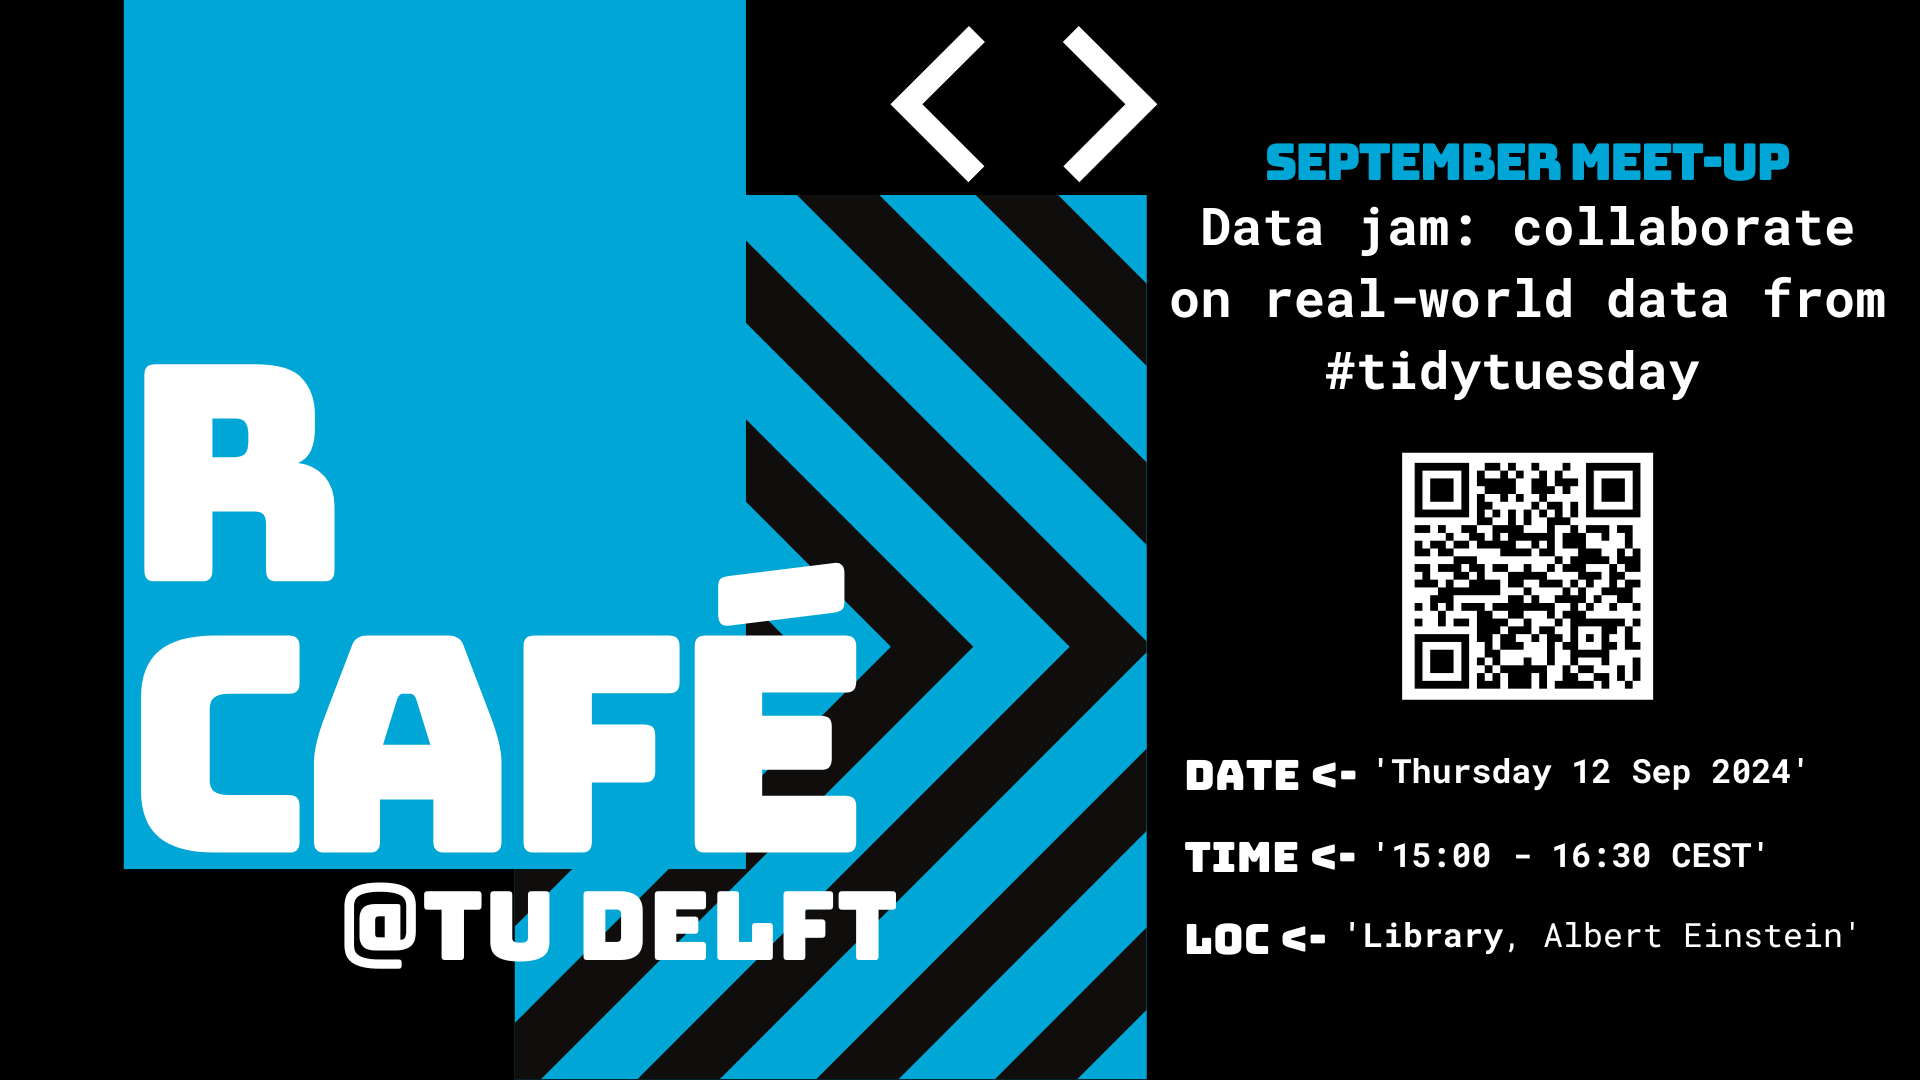 R
CAFÉ
@TU DELFT
< >
SEPTEMBER MEET-UP
Data jam: collaborate
on real-world data from
#tidytuesday
DATE <- 'Thursday 12 Sep 2024'
TIME <- '15:00 - 16:30 CEST'
LOC <- 'Library, Albert Einstein'